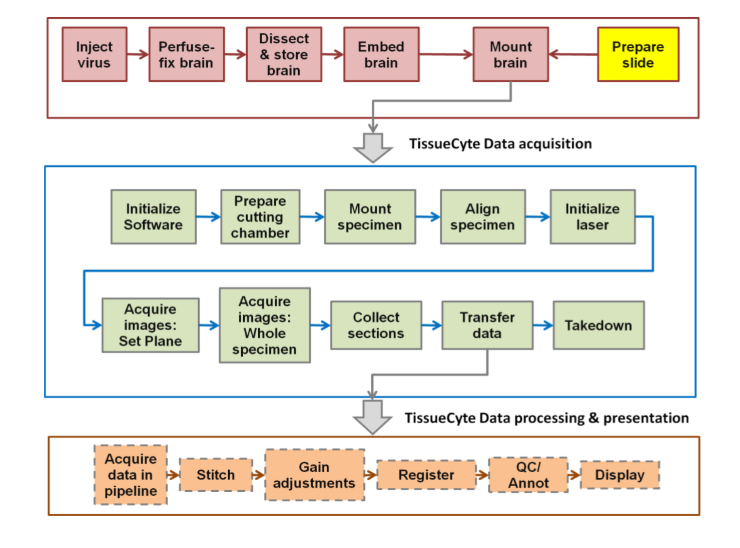 Inject
virus
Perfuse-
fix brain
Dissect
& store
brain
Embed
brain
Mount
brain
Prepare
slide
TissueCyte Data acquisition
Initialize
Software
Prepare
cutting
chamber
Mount
specimen
Align
specimen
Initialize
laser
Acquire
images:
Set Plane
Acquire
images:
Whole
specimen
Collect
sections
Transfer
data
Takedown
TissueCyte Data processing & presentation
Acquire
data in
pipeline
Stitch
Gain
adjustments
Register
QC/
Annot
Display